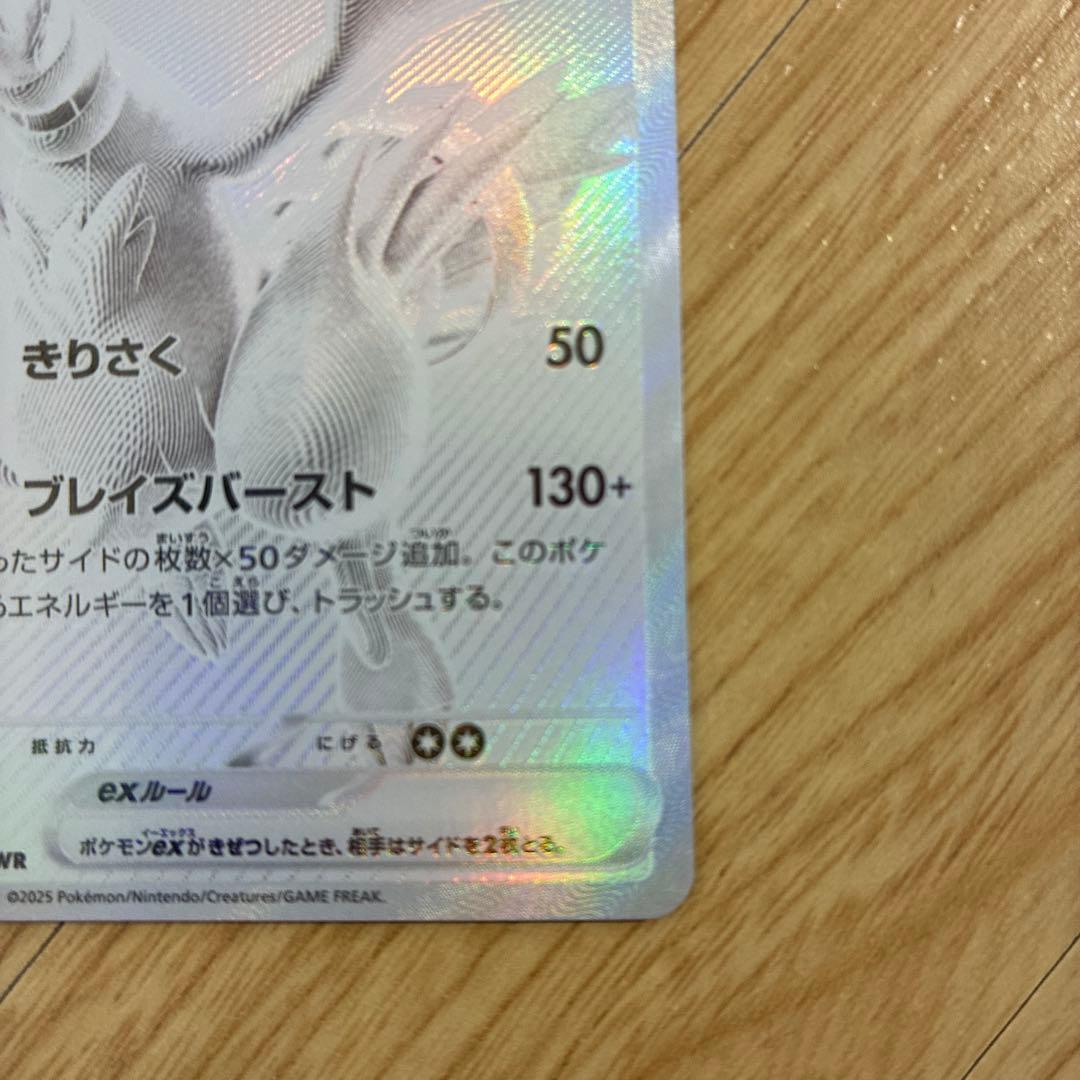 きりさく 50
ブレイズバースト 130+
ったサイドの枚数×50ダメージ追加。このポケ
るエネルギーを1個選び、トラッシュする。
抵抗力 にげる
exルール
ポケモンexがきぜつしたとき、相手はサイドを2枚とる。
WR
©2025 Pokémon/Nintendo/Creatures/GAME FREAK.